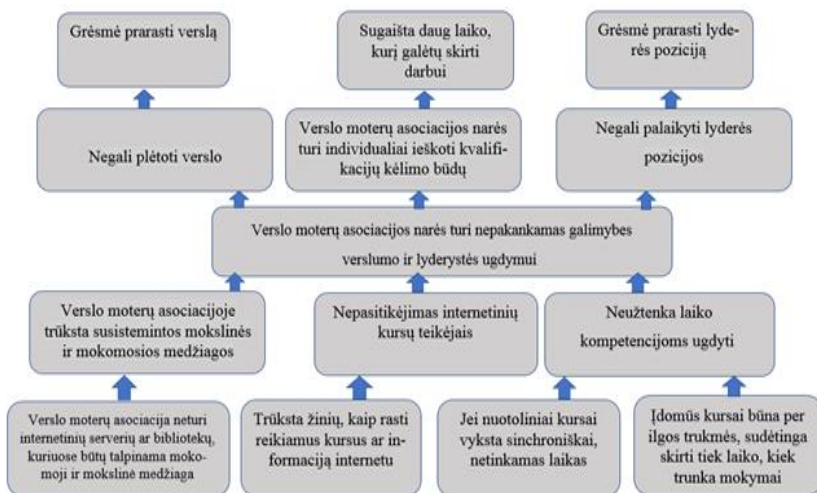 Grėsmė prarasti verslą
Sugaišta daug laiko,
kurį galėtų skirti
darbui
Grėsmė prarasti lyde-
rės poziciją
Negali plėtoti verslo
Verslo moterų asociacijos narės
turi individualiai ieškoti kvalifi-
kacijų kėlimo būdų
Negali palaikyti lyderės
pozicijos
Verslo moterų asociacijos narės turi nepakankamas galimybes
verslumo ir lyderystės ugdymui
Verslo moterų asociacijoje
trūksta susistemintos mokslinės
ir mokomosios medžiagos
Nepasitikėjimas internetinių
kursų teikėjais
Neužtenka laiko
kompetencijoms ugdyti
Verslo moterų asociacija neturi
internetinių serverių ar bibliotekų,
kuriuose būtų talpinama moko-
moji ir mokslinė medžiaga
Trūksta žinių, kaip rasti
reikiamus kursus ar in-
formaciją internetu
Jei nuotoliniai kursai
vyksta sinchroniškai,
netinkamas laikas
Įdomūs kursai būna per
ilgos trukmės, sudėtinga
skirti tiek laiko, kiek
trunka mokymai